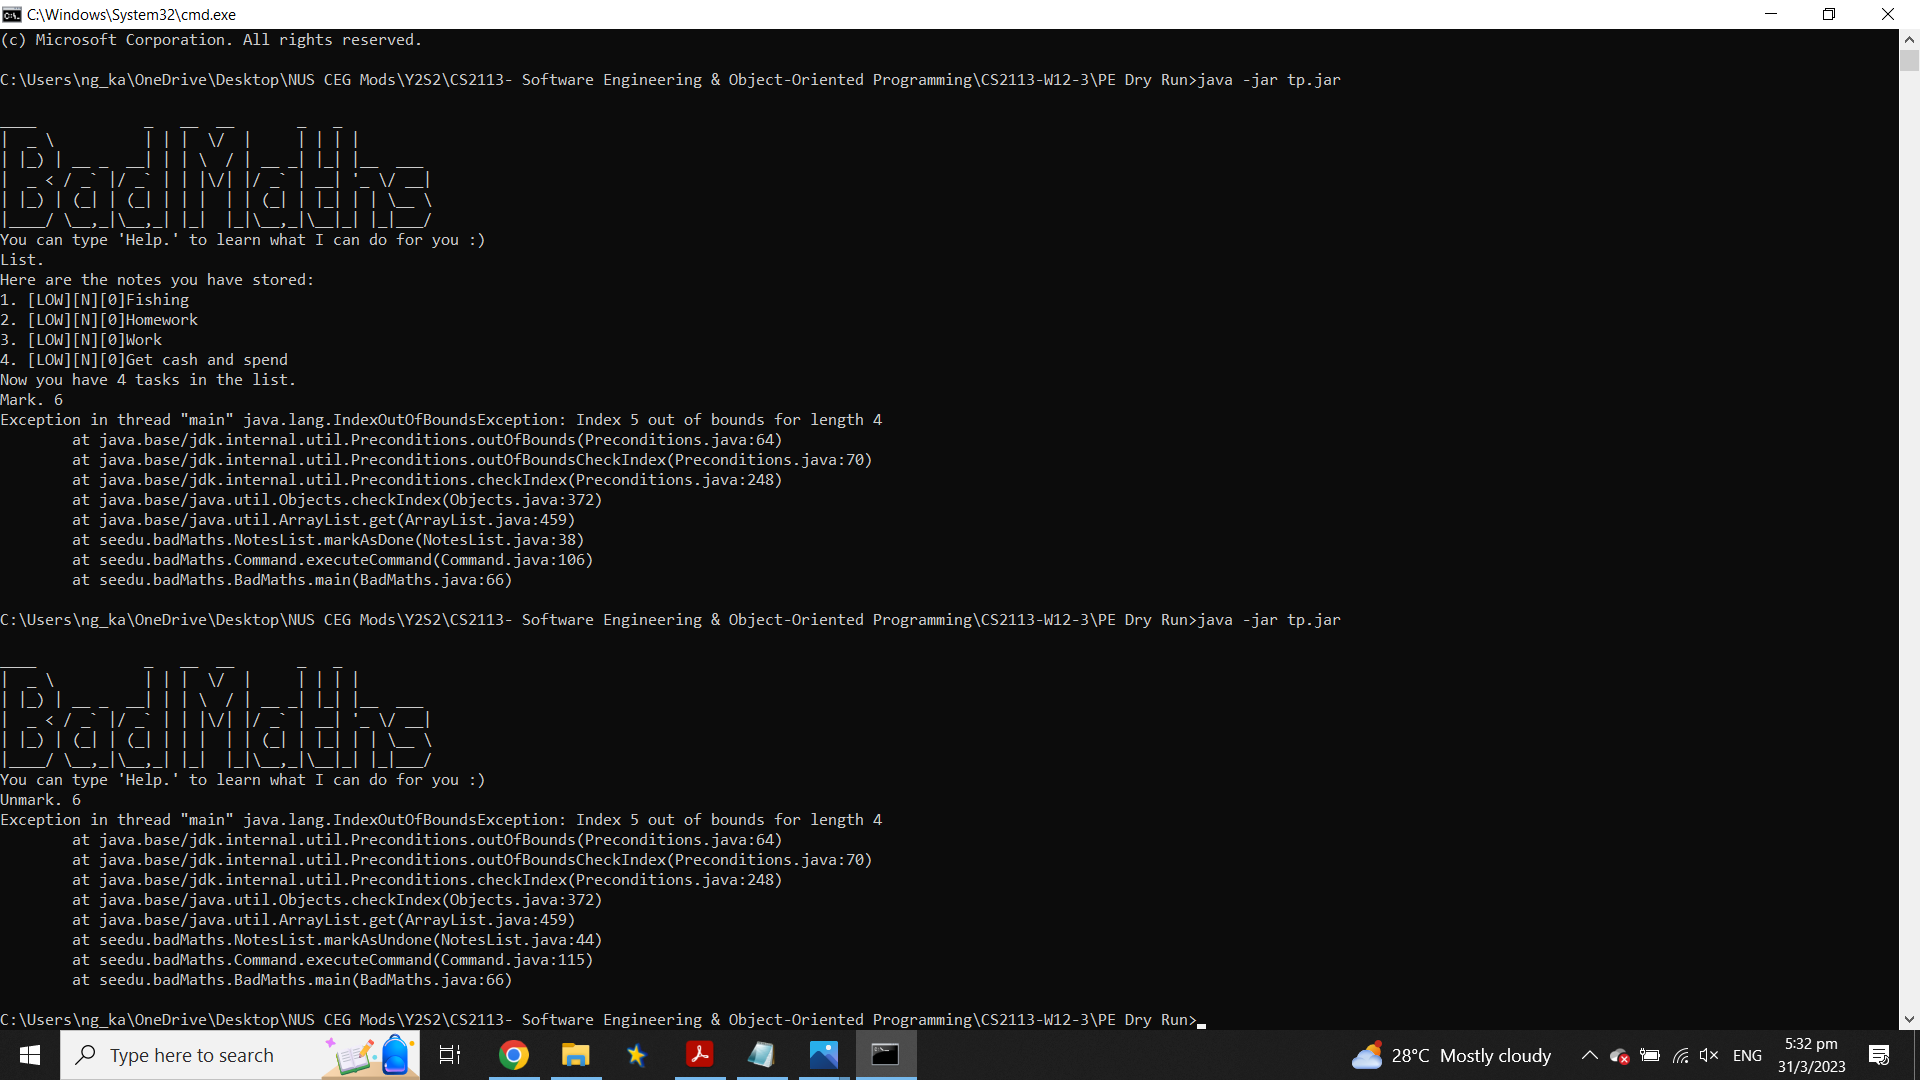 C:\Windows\System32\cmd.exe
(c) Microsoft Corporation. All rights reserved.
C:\Users\ng_ka\OneDrive\Desktop\NUS CEG Mods\Y2S2\CS2113- Software Engineering & Object-Oriented Programming\CS2113-W12-3\PE Dry Run>java -jar tp.jar
BadMaths
You can type 'Help.' to learn what I can do for you :)
List.
Here are the notes you have stored:
1. [LOW][N][0]Fishing
2. [LOW][N][0]Homework
3. [LOW][N][0]Work
4. [LOW][N][0]Get cash and spend
Now you have 4 tasks in the list.
Mark. 6
Exception in thread "main" java.lang.IndexOutOfBoundsException: Index 5 out of bounds for length 4
at java.base/jdk.internal.util.Preconditions.outOfBounds(Preconditions.java:64)
at java.base/jdk.internal.util.Preconditions.outOfBoundsCheckIndex(Preconditions.java:70)
at java.base/jdk.internal.util.Preconditions.checkIndex(Preconditions.java:248)
at java.base/java.util.Objects.checkIndex(Objects.java:372)
at java.base/java.util.ArrayList.get(ArrayList.java:459)
at seedu.badMaths.NotesList.markAsDone(NotesList.java:38)
at seedu.badMaths.Command.executeCommand(Command.java:106)
at seedu.badMaths.BadMaths.main(BadMaths.java:66)
C:\Users\ng_ka\OneDrive\Desktop\NUS CEG Mods\Y2S2\CS2113- Software Engineering & Object-Oriented Programming\CS2113-W12-3\PE Dry Run>java -jar tp.jar
BadMaths
You can type 'Help.' to learn what I can do for you :)
Unmark. 6
Exception in thread "main" java.lang.IndexOutOfBoundsException: Index 5 out of bounds for length 4
at java.base/jdk.internal.util.Preconditions.outOfBounds(Preconditions.java:64)
at java.base/jdk.internal.util.Preconditions.outOfBoundsCheckIndex(Preconditions.java:70)
at java.base/jdk.internal.util.Preconditions.checkIndex(Preconditions.java:248)
at java.base/java.util.Objects.checkIndex(Objects.java:372)
at java.base/java.util.ArrayList.get(ArrayList.java:459)
at seedu.badMaths.NotesList.markAsUndone(NotesList.java:44)
at seedu.badMaths.Command.executeCommand(Command.java:115)
at seedu.badMaths.BadMaths.main(BadMaths.java:66)
C:\Users\ng_ka\OneDrive\Desktop\NUS CEG Mods\Y2S2\CS2113- Software Engineering & Object-Oriented Programming\CS2113-W12-3\PE Dry Run>
Type here to search
28°C Mostly cloudy
ENG
5:32 pm
31/3/2023